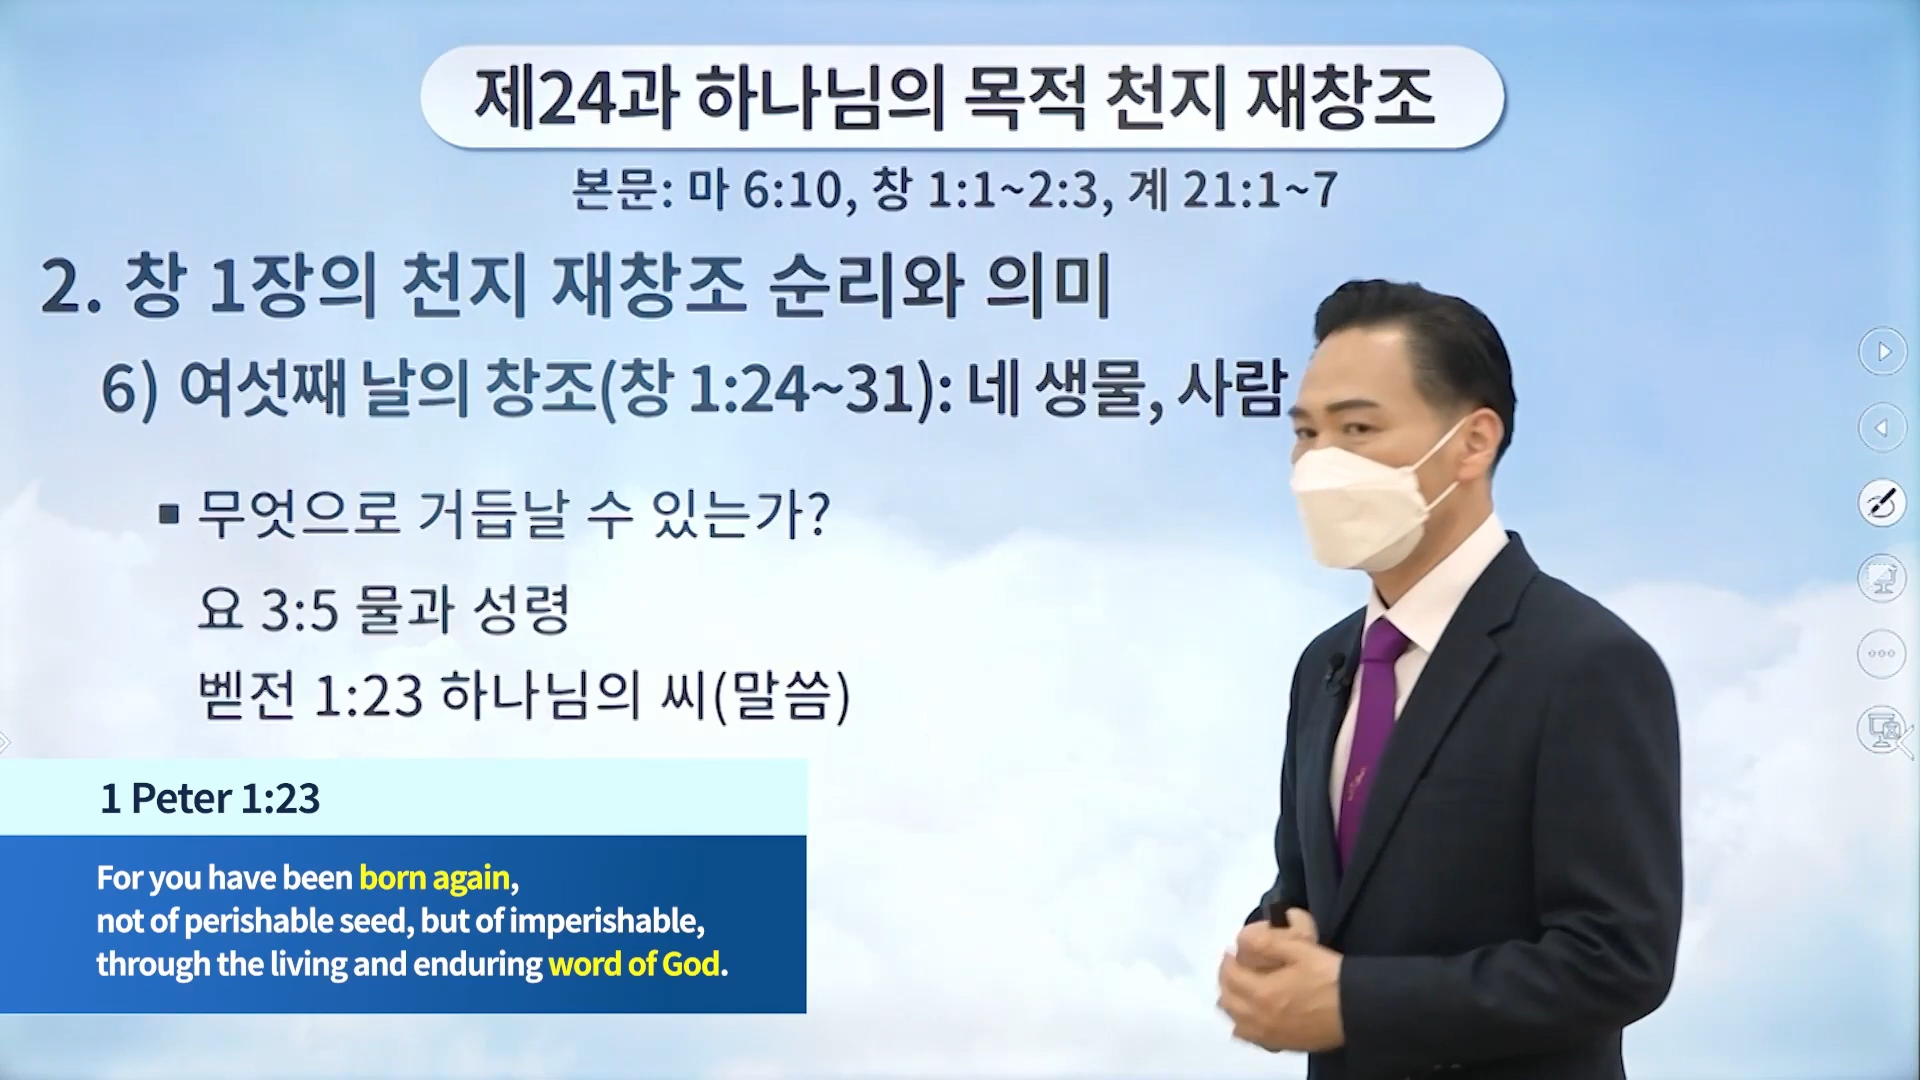 제24과 하나님의 목적 천지 재창조
본문: 마 6:10, 창 1:1~2:3, 계 21:1~7
2. 창 1장의 천지 재창조 순리와 의미
6) 여섯째 날의 창조(창 1:24~31): 네 생물, 사람
▪ 무엇으로 거듭날 수 있는가?
요 3:5 물과 성령
벧전 1:23 하나님의 씨(말씀)
1 Peter 1:23
For you have been born again,
not of perishable seed, but of imperishable,
through the living and enduring word of God.